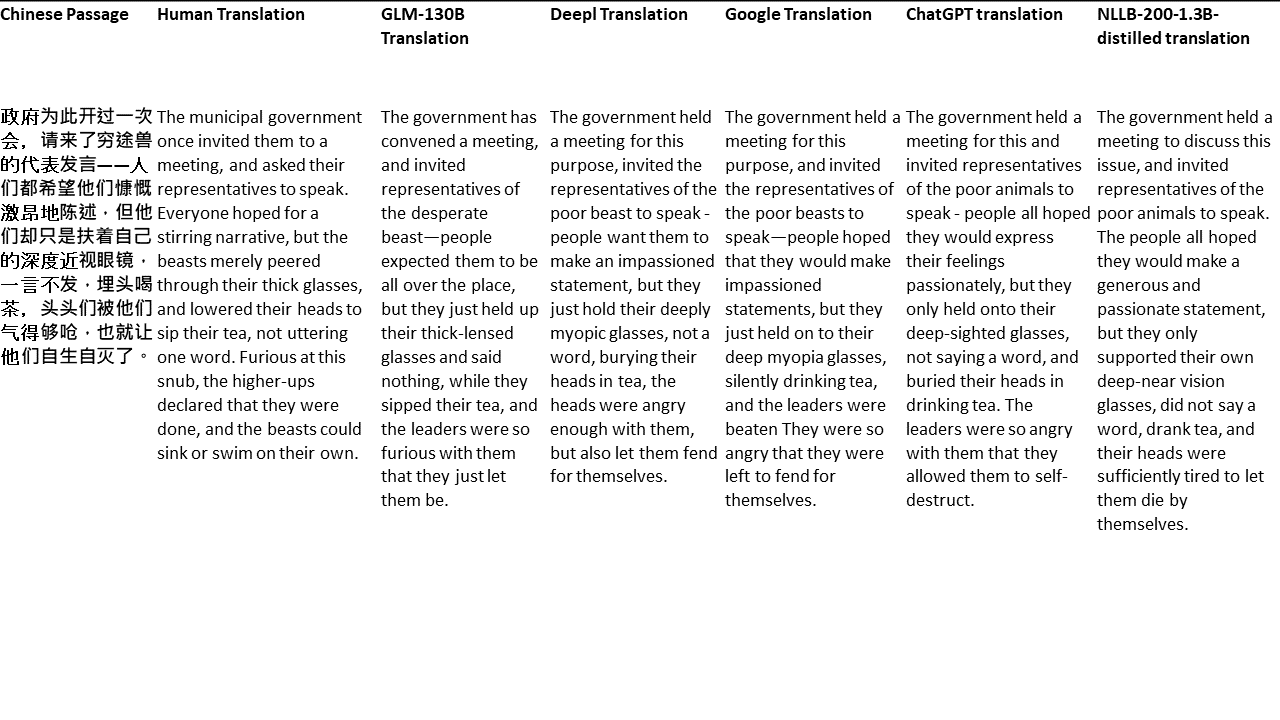 Chinese Passage
Human Translation
GLM-130B
Translation
Deepl Translation
Google Translation
ChatGPT translation
NLLB-200-1.3B-
distilled translation
政府为此开过一次
会，请来了穷途兽
的代表发言——人
们都希望他们慷慨
激昂地陈述，但他
们却只是扶着自己
的深度近视眼镜，
一言不发，埋头喝
茶，头头们被他们
气得够呛，也就让
他们自生自灭了。
The municipal government
once invited them to a
meeting, and asked their
representatives to speak.
Everyone hoped for a
stirring narrative, but the
beasts merely peered
through their thick glasses,
and lowered their heads to
sip their tea, not uttering
one word. Furious at this
snub, the higher-ups
declared that they were
done, and the beasts could
sink or swim on their own.
The government has
convened a meeting,
and invited
representatives of
the desperate
beast—people
expected them to be
all over the place,
but they just held up
their thick-lensed
glasses and said
nothing, while they
sipped their tea, and
the leaders were so
furious with them
that they just let
them be.
The government held
a meeting for this
purpose, invited the
representatives of the
poor beast to speak -
people want them to
make an impassioned
statement, but they
just hold their deeply
myopic glasses, not a
word, burying their
heads in tea, the
heads were angry
enough with them,
but also let them fend
for themselves.
The government held a
meeting for this
purpose, and invited
the representatives of
the poor beasts to
speak—people hoped
that they would make
impassioned
statements, but they
just held on to their
deep myopia glasses,
silently drinking tea,
and the leaders were
beaten They were so
angry that they were
left to fend for
themselves.
The government held a
meeting for this and
invited representatives
of the poor animals to
speak - people all hoped
they would express
their feelings
passionately, but they
only held onto their
deep-sighted glasses,
not saying a word, and
buried their heads in
drinking tea. The
leaders were so angry
with them that they
allowed them to self-
destruct.
The government held a
meeting to discuss this
issue, and invited
representatives of the
poor animals to speak.
The people all hoped
they would make a
generous and
passionate statement,
but they only
supported their own
deep-near vision
glasses, did not say a
word, drank tea, and
their heads were
sufficiently tired to let
them die by
themselves.